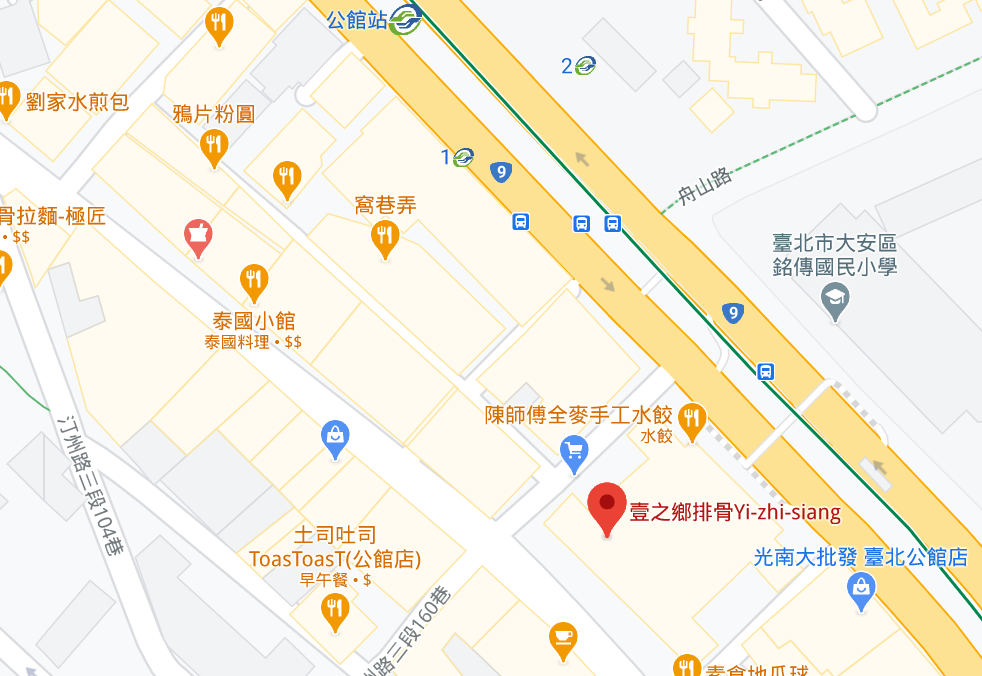 公館站
2
劉家水煎包
鴉片粉圓
1
9
舟山路
骨拉麵-極匠
• $$
窩巷弄
臺北市大安區
銘傳國民小學
9
泰國小館
泰國料理 • $$
陳師傅全麥手工水餃
水餃
汀州路三段104巷
壹之鄉排骨Yi-zhi-siang
土司吐司
ToasToasT(公館店)
早午餐 • $
光南大批發 臺北公館店
州路三段160巷
素食地瓜球